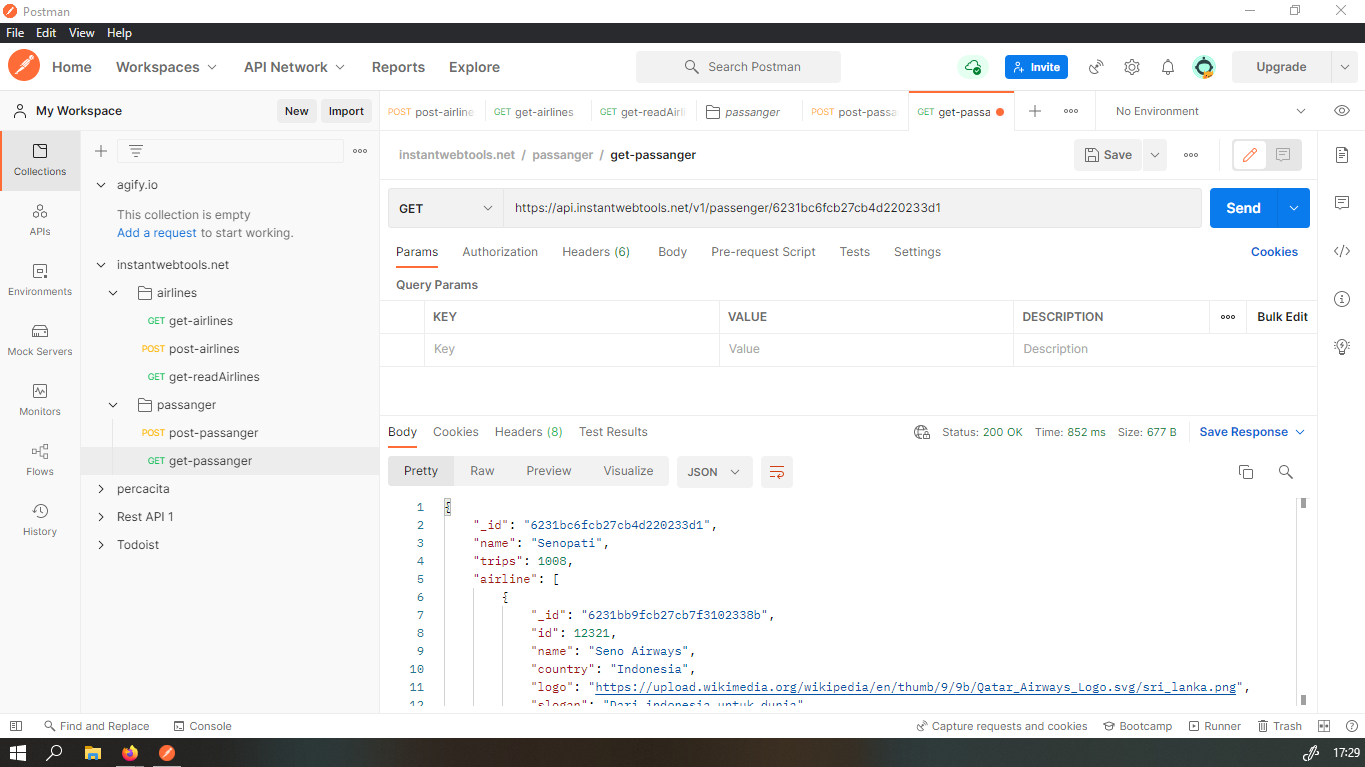 Postman
File Edit View Help
Home Workspaces API Network Reports Explore Search Postman Invite Upgrade
My Workspace New Import
POST post-airline GET get-airlines GET get-readAirli passanger POST post-passa GET get-passa No Environment
Collections
APIs
Environments
Mock Servers
Monitors
Flows
History
agify.io
This collection is empty
Add a request to start working.
instantwebtools.net
airlines
GET get-airlines
POST post-airlines
GET get-readAirlines
passanger
POST post-passanger
GET get-passanger
percacita
Rest API 1
Todoist
instantwebtools.net / passanger / get-passanger Save
GET https://api.instantwebtools.net/v1/passenger/6231bc6fcb27cb4d220233d1 Send
Params Authorization Headers (6) Body Pre-request Script Tests Settings Cookies
Query Params
KEY VALUE DESCRIPTION Bulk Edit
Key Value Description
Body Cookies Headers (8) Test Results Status: 200 OK Time: 852 ms Size: 677 B Save Response
Pretty Raw Preview Visualize JSON
1 {
2 "_id": "6231bc6fcb27cb4d220233d1",
3 "name": "Senopati",
4 "trips": 1008,
5 "airline": [
6 {
7 "_id": "6231bb9fcb27cb7f3102338b",
8 "id": 12321,
9 "name": "Seno Airways",
10 "country": "Indonesia",
11 "logo": "https://upload.wikimedia.org/wikipedia/en/thumb/9/9b/Qatar_Airways_Logo.svg/sri_lanka.png",
12 "slogan": "Dari indonesia untuk dunia"
Find and Replace Console Capture requests and cookies Bootcamp Runner Trash
17:29